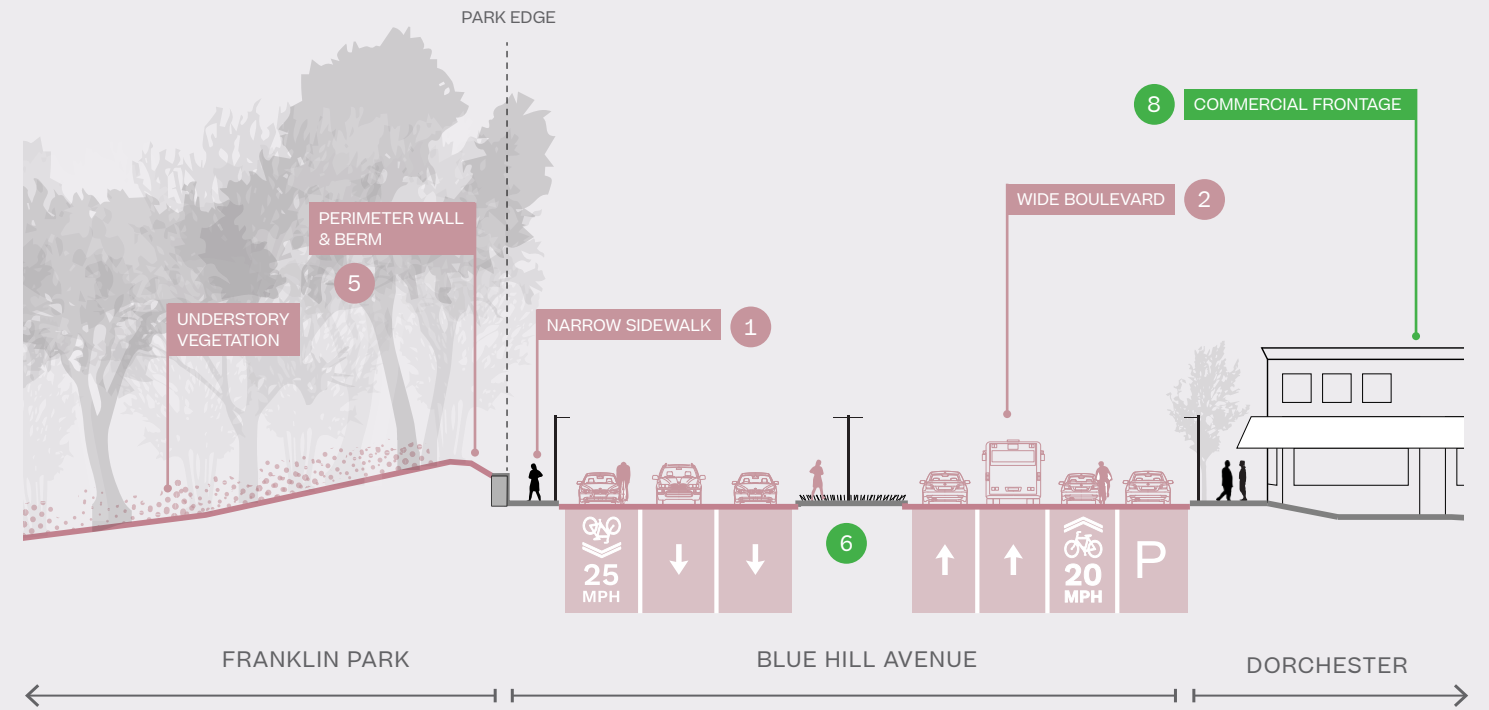 PARK EDGE
8
COMMERCIAL FRONTAGE
WIDE BOULEVARD
2
PERIMETER WALL
& BERM
5
UNDERSTORY
VEGETATION
NARROW SIDEWALK
1
6
25
MPH
20
MPH
P
FRANKLIN PARK
BLUE HILL AVENUE
DORCHESTER